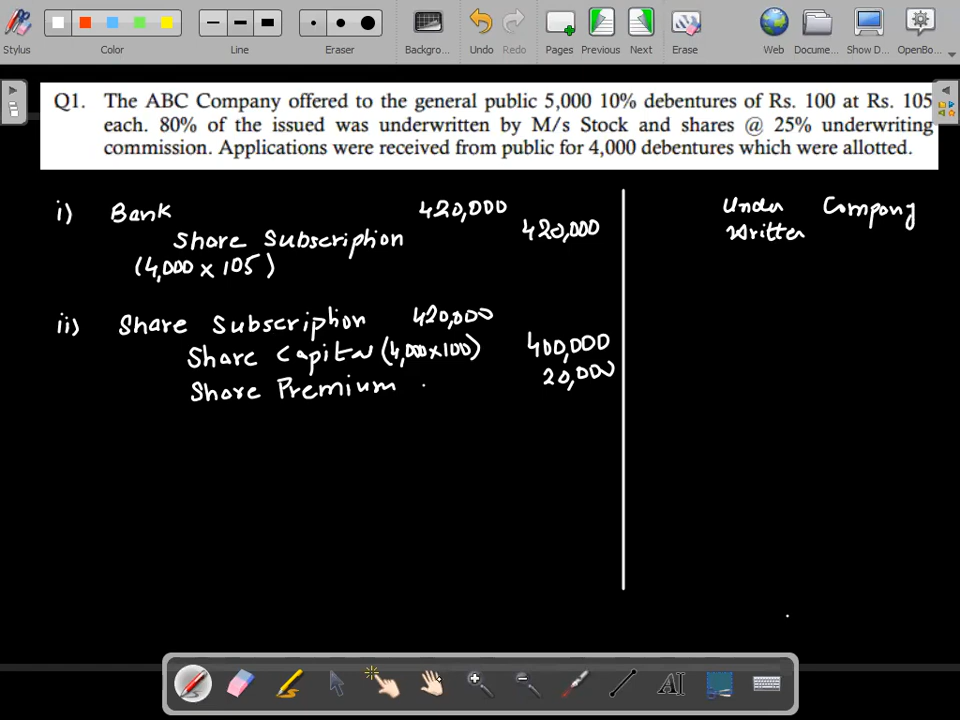 Stylus
Color
Line
Eraser
Backgro...
Undo
Redo
Pages
Previous
Next
Erase
Web
Docume...
Show D...
OpenBo...
Q1. The ABC Company offered to the general public 5,000 10% debentures of Rs. 100 at Rs. 105
each. 80% of the issued was underwritten by M/s Stock and shares @ 25% underwriting
commission. Applications were received from public for 4,000 debentures which were allotted.
i) Bank 420,000
Share Subscription 420,000
(4,000 x 105)
ii) Share Subscription 420,000
Share Capital (4,000x100) 400,000
Share Premium 20,000
Under Company
writter
AI